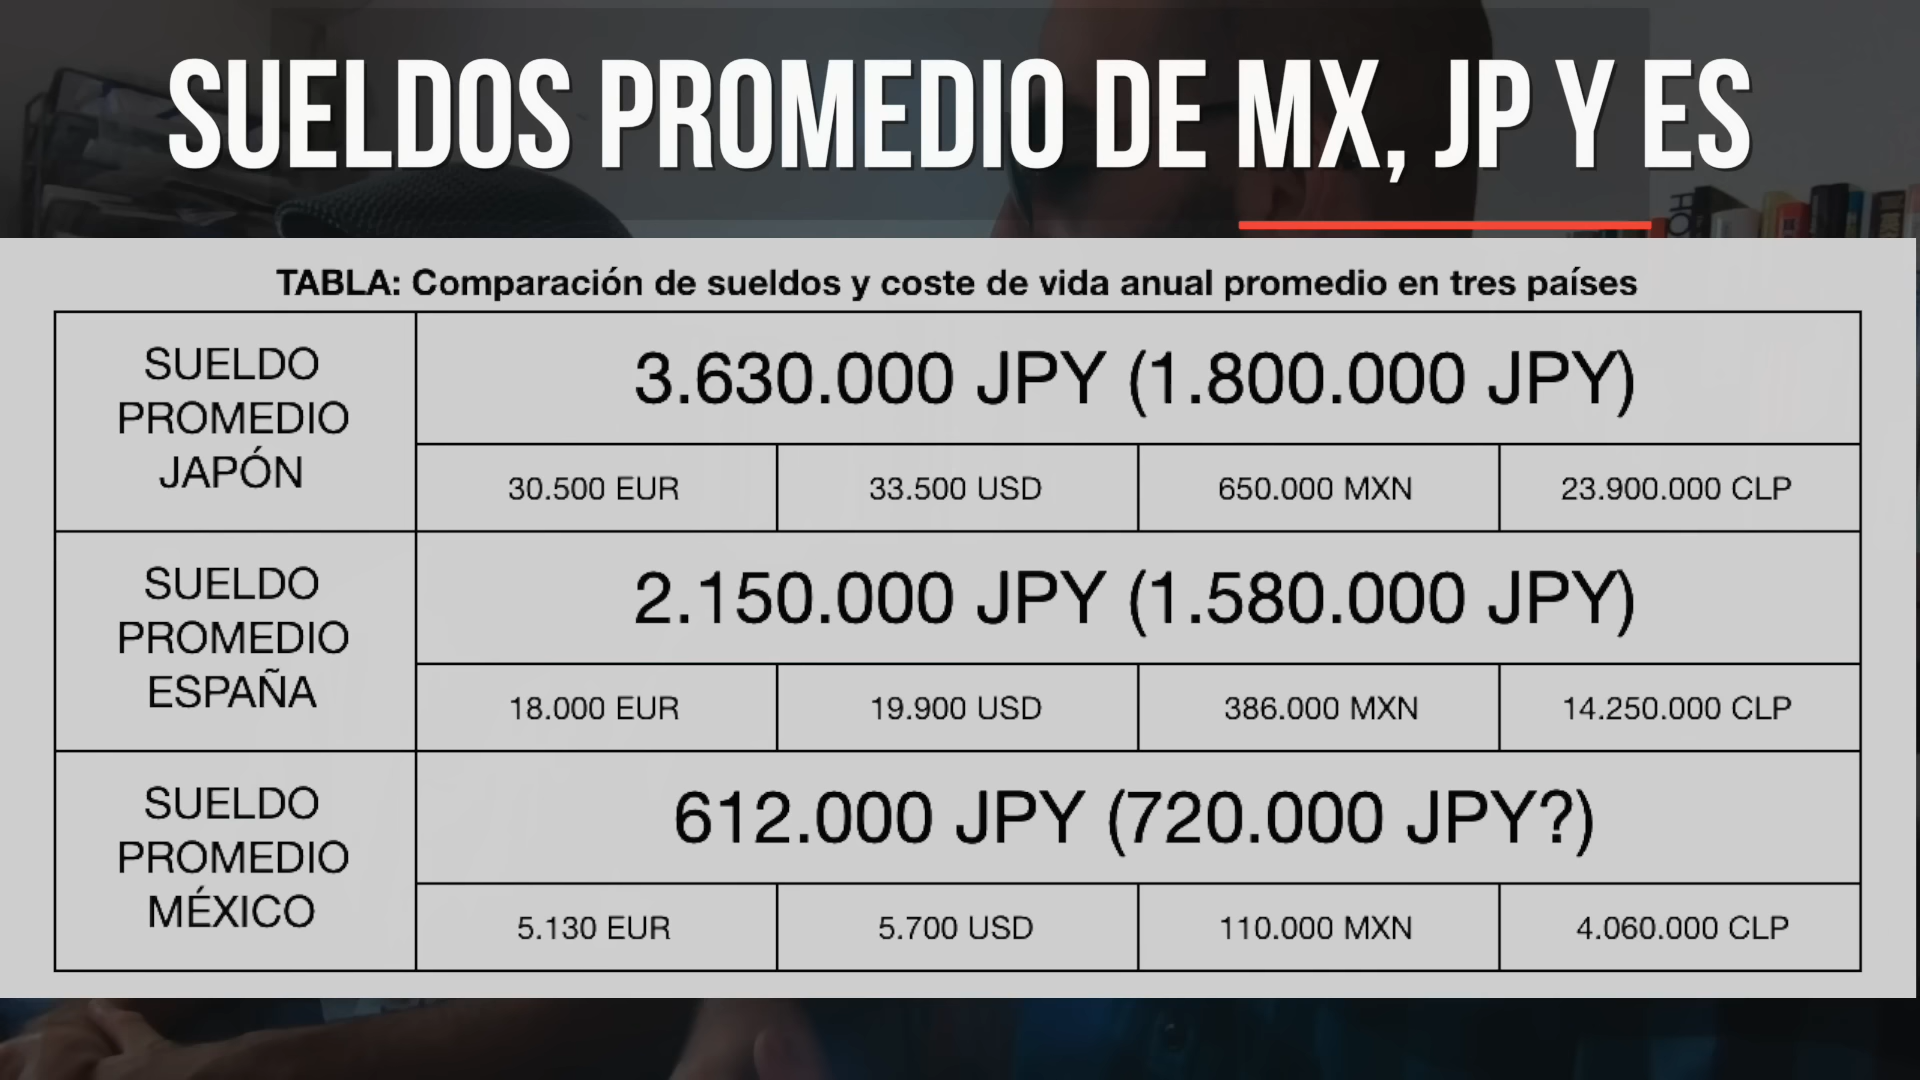 SUELDOS PROMEDIO DE MX, JP Y ES
TABLA: Comparación de sueldos y coste de vida anual promedio en tres países
SUELDO
PROMEDIO
JAPÓN
3.630.000 JPY (1.800.000 JPY)
30.500 EUR
33.500 USD
650.000 MXN
23.900.000 CLP
SUELDO
PROMEDIO
ESPAÑA
2.150.000 JPY (1.580.000 JPY)
18.000 EUR
19.900 USD
386.000 MXN
14.250.000 CLP
SUELDO
PROMEDIO
MÉXICO
612.000 JPY (720.000 JPY?)
5.130 EUR
5.700 USD
110.000 MXN
4.060.000 CLP